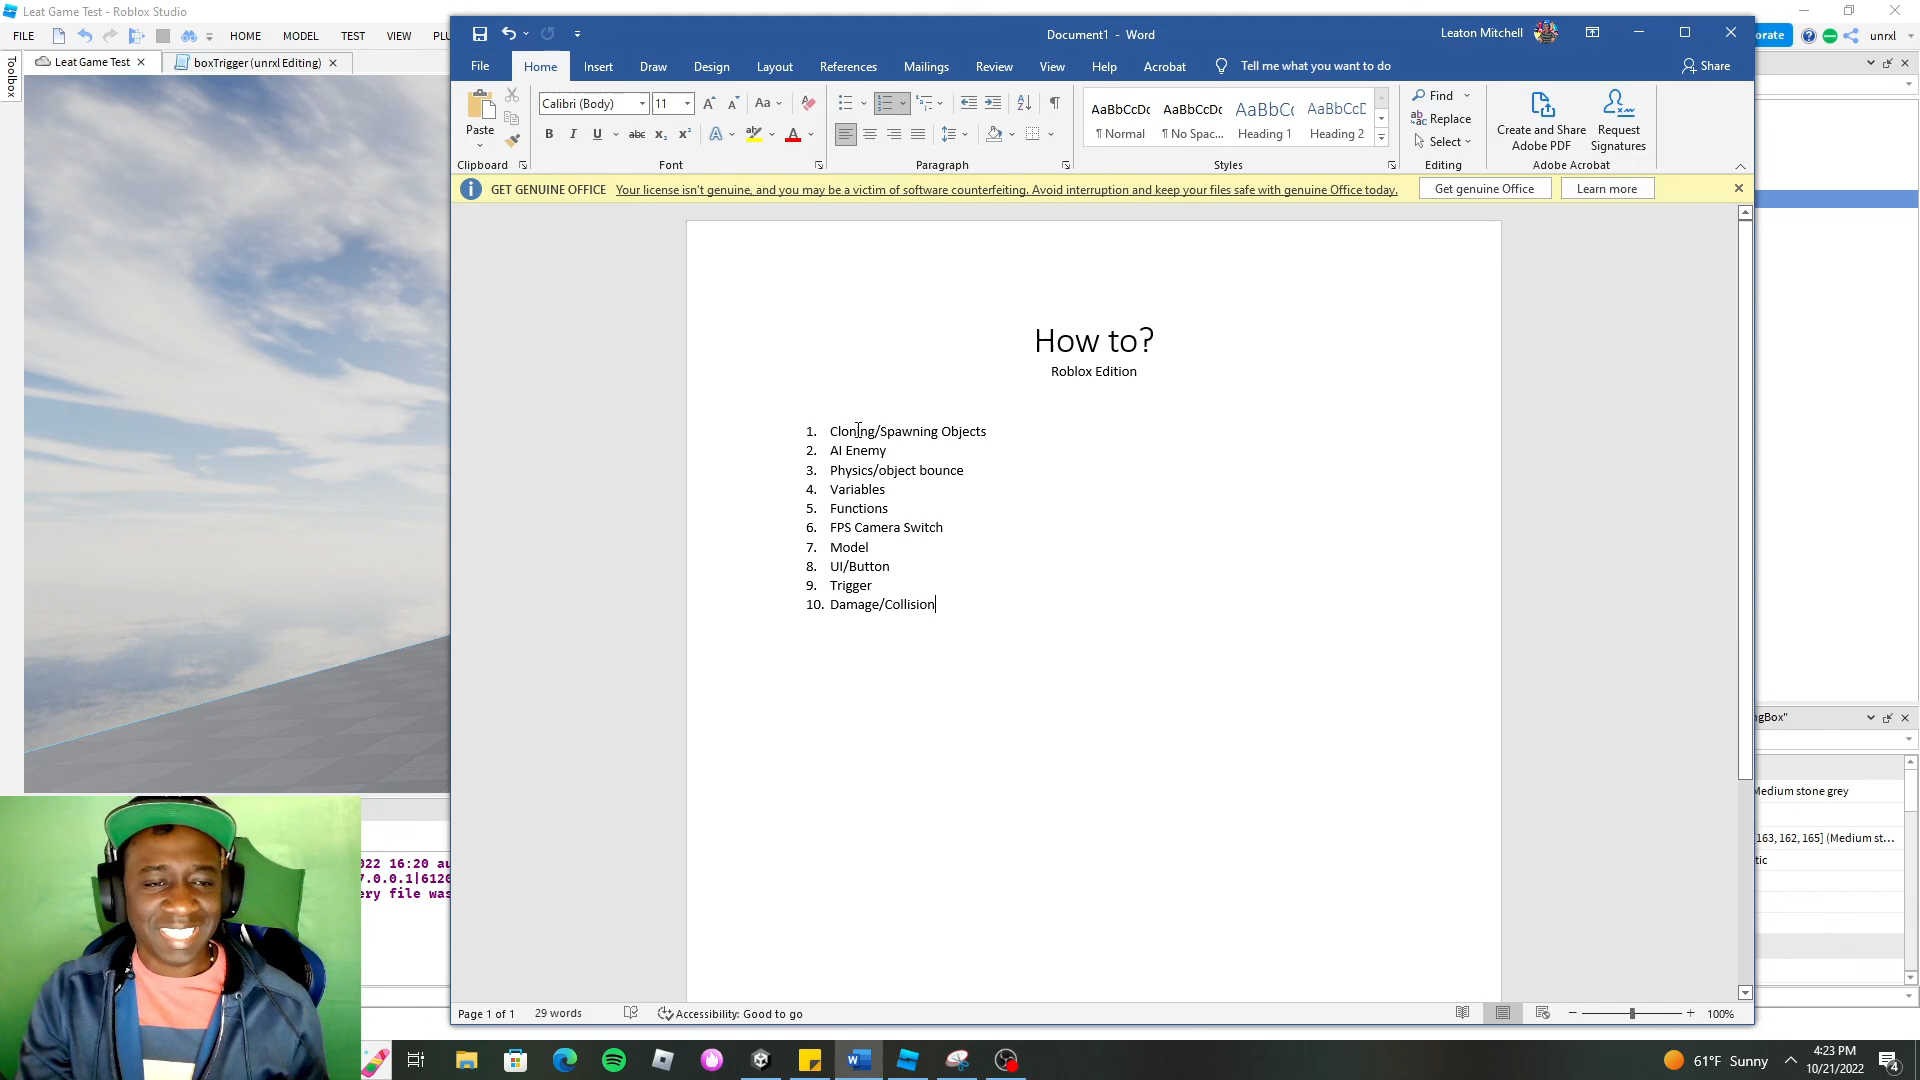 Leat Game Test - Roblox Studio
FILE
HOME
MODEL
TEST
VIEW
PLU
Toolbox
Leat Game Test
boxTrigger (unrxl Editing)
Document1 - Word
Leaton Mitchell
orate
unrxl
File
Home
Insert
Draw
Design
Layout
References
Mailings
Review
View
Help
Acrobat
Tell me what you want to do
Share
Paste
Clipboard
Calibri (Body)
11
Aa
Font
Paragraph
AaBbCcDc
¶ Normal
AaBbCcDc
¶ No Spac...
AaBbCc
Heading 1
AaBbCcE
Heading 2
Styles
Find
Replace
Select
Editing
Create and Share
Adobe PDF
Request
Signatures
Adobe Acrobat
GET GENUINE OFFICE Your license isn't genuine, and you may be a victim of software counterfeiting. Avoid interruption and keep your files safe with genuine Office today.
Get genuine Office
Learn more
How to?
Roblox Edition
1. Cloning/Spawning Objects
2. AI Enemy
3. Physics/object bounce
4. Variables
5. Functions
6. FPS Camera Switch
7. Model
8. UI/Button
9. Trigger
10. Damage/Collision
ngBox"
Medium stone grey
[163, 162, 165] (Medium st...
tic
022 16:20 au
7.0.0.1|6120
ery file was
Page 1 of 1
29 words
Accessibility: Good to go
100%
61°F Sunny
4:23 PM
10/21/2022
4